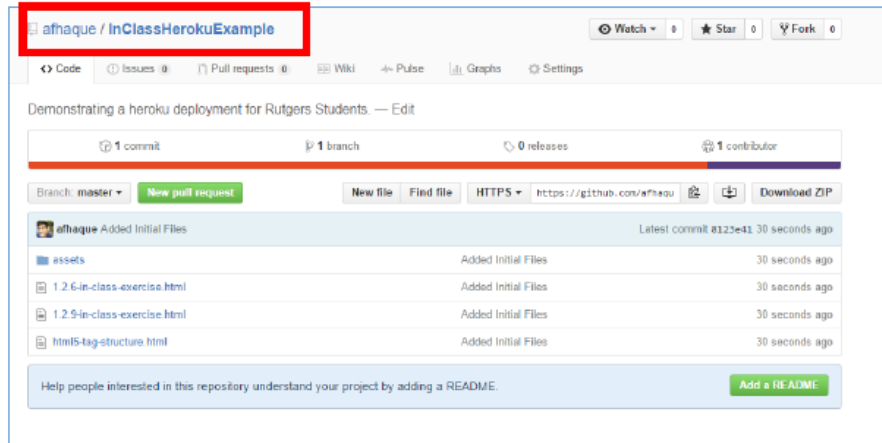 afhaque / InClassHerokuExample
Watch 0 Star 0 Fork 0
Code Issues 0 Pull requests 0 Wiki Pulse Graphs Settings
Demonstrating a heroku deployment for Rutgers Students. — Edit
1 commit 1 branch 0 releases 1 contributor
Branch: master New pull request New file Find file HTTPS https://github.com/afhaqu Download ZIP
afhaque Added Initial Files Latest commit 8123e41 30 seconds ago
assets Added Initial Files 30 seconds ago
1.2.6-in-class-exercise.html Added Initial Files 30 seconds ago
1.2.9-in-class-exercise.html Added Initial Files 30 seconds ago
html5-tag-structure.html Added Initial Files 30 seconds ago
Help people interested in this repository understand your project by adding a README. Add a README